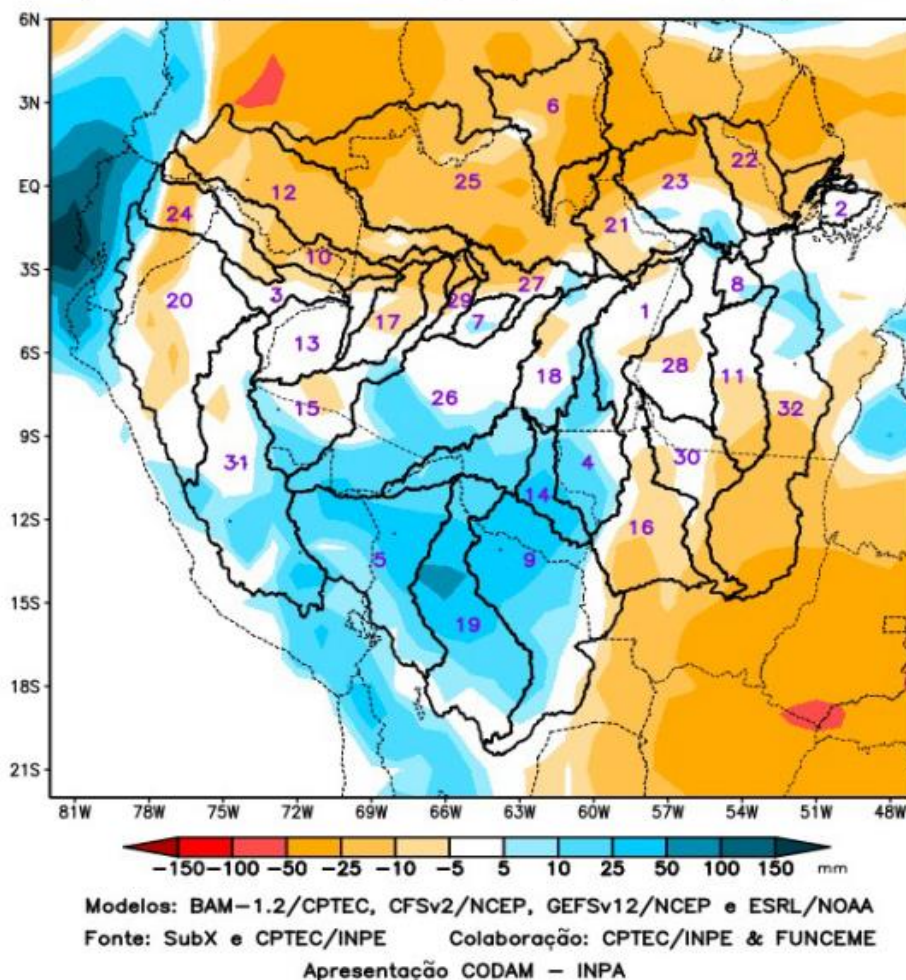 6N
3N
EQ
3S
6S
9S
12S
15S
18S
21S
6
22
12
25
23
24
21
2
10
27
8
3
20
29
17
7
1
13
28
11
18
15
26
32
31
4
30
14
16
5
9
19
81W 78W 75W 72W 69W 66W 63W 60W 57W 54W 51W 48W
−150 −100 −50 −25 −10 −5 5 10 25 50 100 150 mm
Modelos: BAM−1.2/CPTEC, CFSv2/NCEP, GEFSv12/NCEP e ESRL/NOAA
Fonte: SubX e CPTEC/INPE Colaboração: CPTEC/INPE & FUNCEME
Apresentação CODAM − INPA